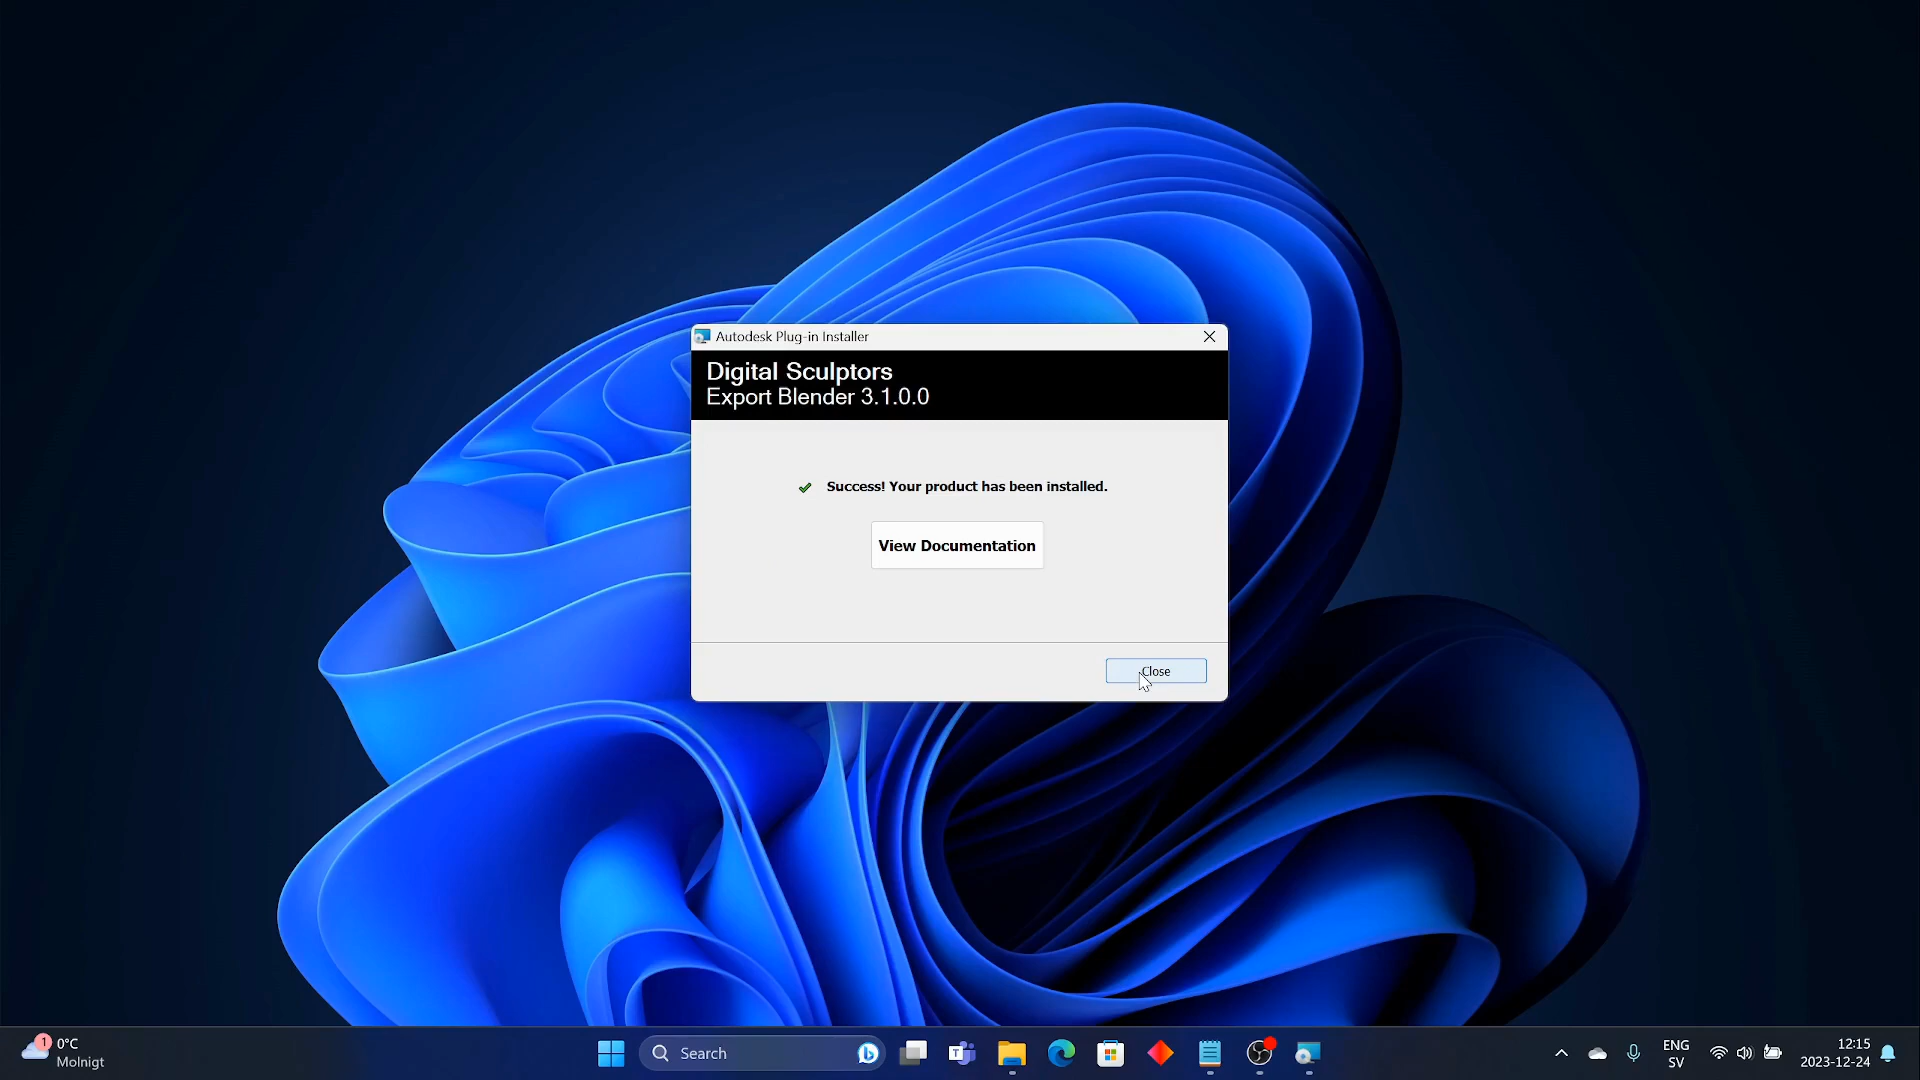 Autodesk Plug-in Installer
Digital Sculptors
Export Blender 3.1.0.0
Success! Your product has been installed.
View Documentation
Close
1
0°C
Molnigt
Search
T
ENG
SV
12:15
2023-12-24